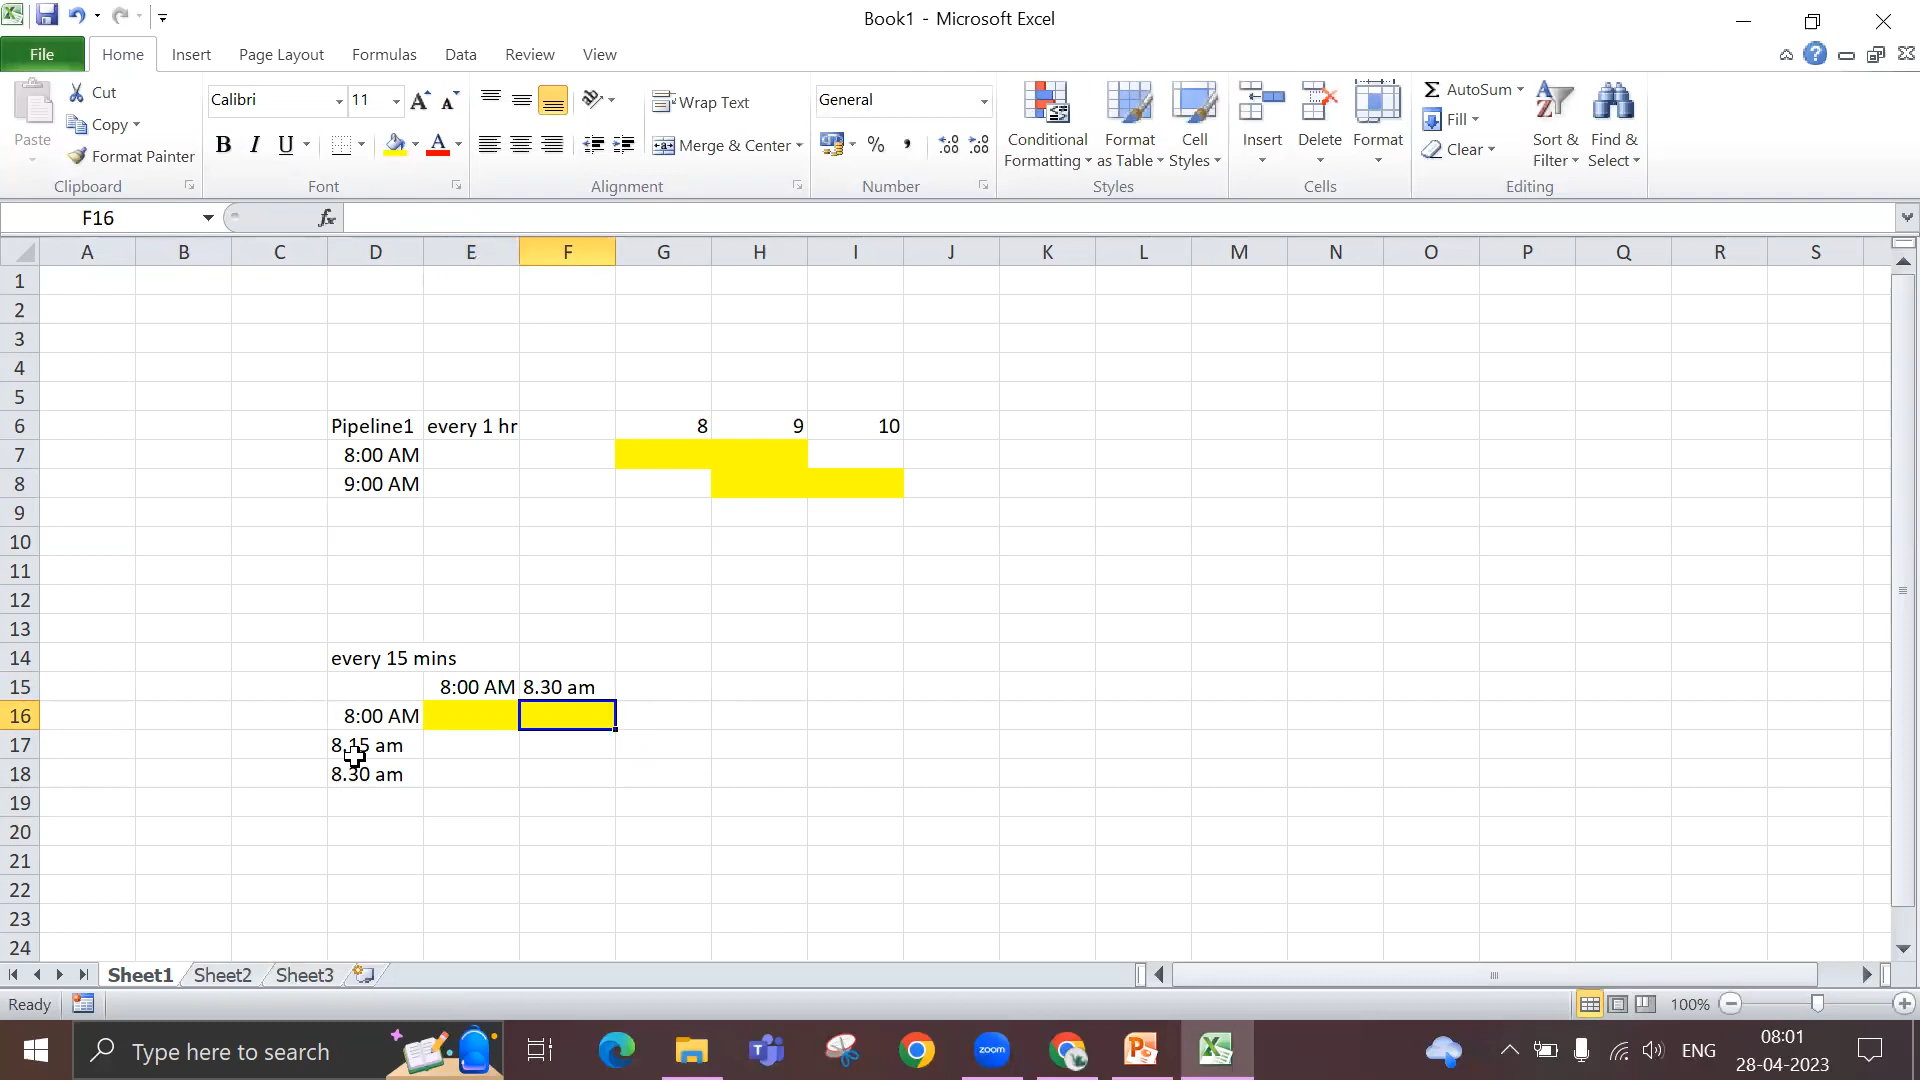 Book1 - Microsoft Excel
File Home Insert Page Layout Formulas Data Review View
Paste
Cut
Copy
Format Painter
Clipboard
Calibri 11
B I U
Font
Wrap Text
Merge & Center
Alignment
General
%
Number
Conditional Formatting
Format as Table
Cell Styles
Styles
Insert Delete Format
Cells
AutoSum
Fill
Clear
Sort & Filter
Find & Select
Editing
F16 fx
A B C D E F G H I J K L M N O P Q R S
1
2
3
4
5
6 Pipeline1 every 1 hr 8 9 10
7 8:00 AM
8 9:00 AM
9
10
11
12
13
14 every 15 mins
15 8:00 AM 8.30 am
16 8:00 AM
17 8.15 am
18 8.30 am
19
20
21
22
23
24
Sheet1 Sheet2 Sheet3
Ready 100%
Type here to search
zoom
ENG
08:01
28-04-2023